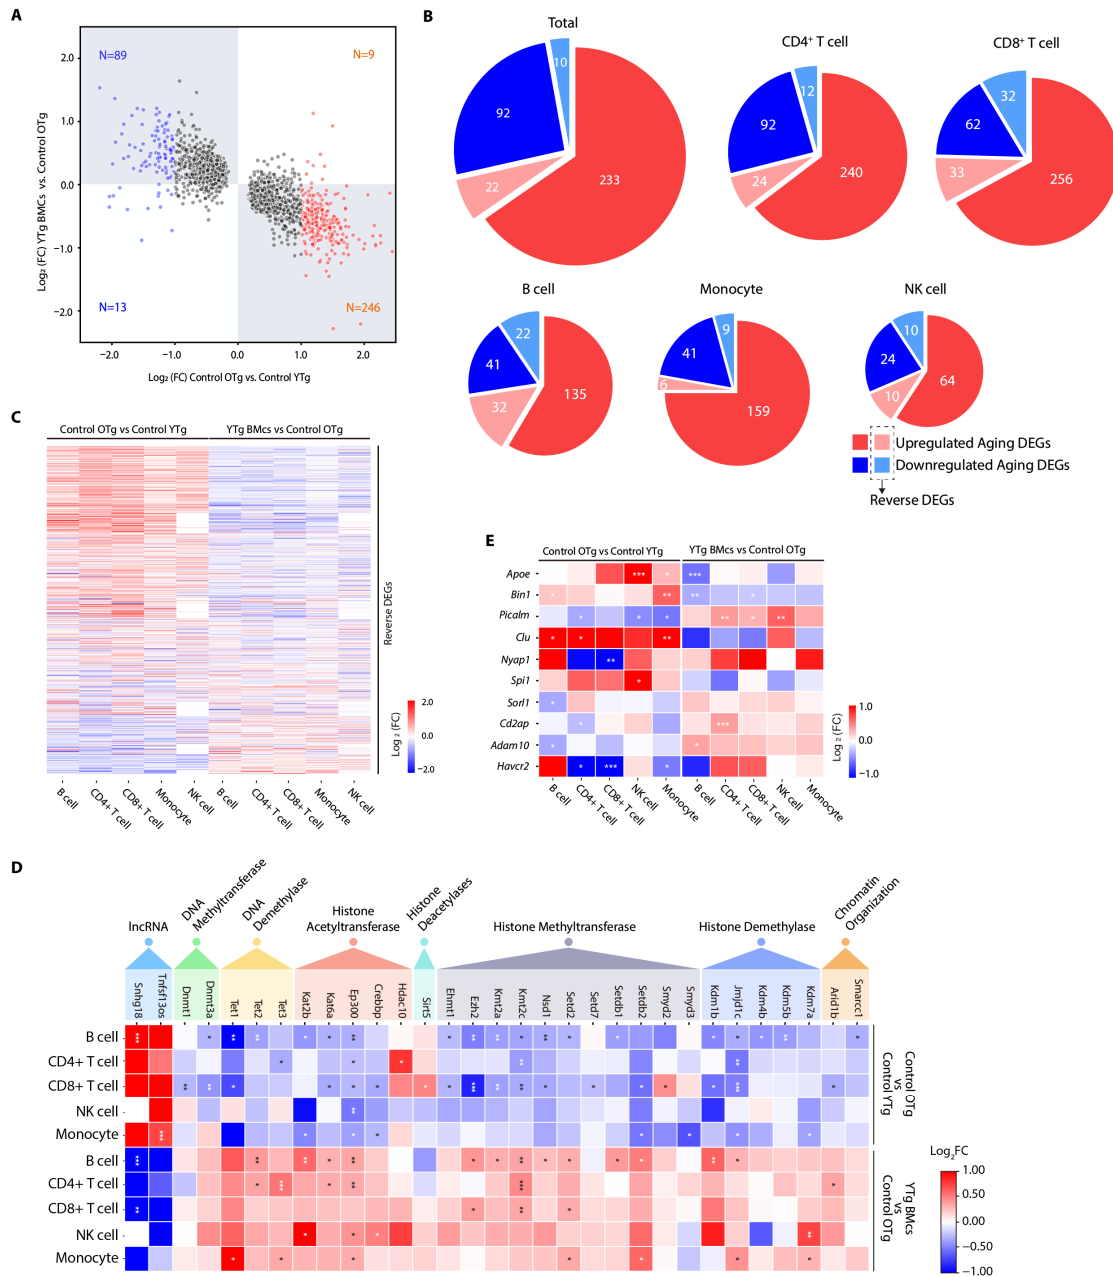 A
N=89
N=9
N=13
N=246
2.0
1.0
0.0
−1.0
−2.0
−2.0
−1.0
0.0
1.0
2.0
Log₂ (FC) YTg BMCs vs. Control OTg
Log₂ (FC) Control OTg vs. Control YTg
B
Total
10
92
22
233
CD4⁺ T cell
12
92
24
240
CD8⁺ T cell
32
62
33
256
B cell
22
41
32
135
Monocyte
9
41
6
159
NK cell
10
24
10
64
Upregulated Aging DEGs
Downregulated Aging DEGs
Reverse DEGs
C
Control OTg vs Control YTg
YTg BMcs vs Control OTg
Reverse DEGs
2.0
0.0
−2.0
Log ₂ (FC)
B cell
CD4+ T cell
CD8+ T cell
Monocyte
NK cell
B cell
CD4+ T cell
CD8+ T cell
Monocyte
NK cell
E
Control OTg vs Control YTg
YTg BMcs vs Control OTg
Apoe
Bin1
Picalm
Clu
Nyap1
Spi1
Sorl1
Cd2ap
Adam10
Havcr2
B cell
CD4+ T cell
CD8+ T cell
NK cell
Monocyte
B cell
CD4+ T cell
CD8+ T cell
NK cell
Monocyte
1.0
0.0
−1.0
Log ₂ (FC)
D
lncRNA
DNA
Methyltransferase
DNA
Demethylase
Histone
Acetyltransferase
Histone
Deacetylases
Histone Methyltransferase
Histone Demethylase
Chromatin
Organization
Snhg18
Tnfsf13os
Dnmt1
Dnmt3a
Tet1
Tet2
Tet3
Kat2b
Kat6a
Ep300
Crebbp
Hdac10
Sirt5
Ehmt1
Ezh2
Kmt2a
Kmt2c
Nsd1
Setd2
Setd7
Setdb1
Setdb2
Smyd2
Smyd3
Kdm1b
Jmjd1c
Kdm4b
Kdm5b
Kdm7a
Arid1b
Smarcc1
B cell
CD4+ T cell
CD8+ T cell
NK cell
Monocyte
B cell
CD4+ T cell
CD8+ T cell
NK cell
Monocyte
Control OTg
vs
Control YTg
YTg BMCs
vs
Control OTg
Log₂FC
1.00
0.50
0.00
−0.50
−1.00